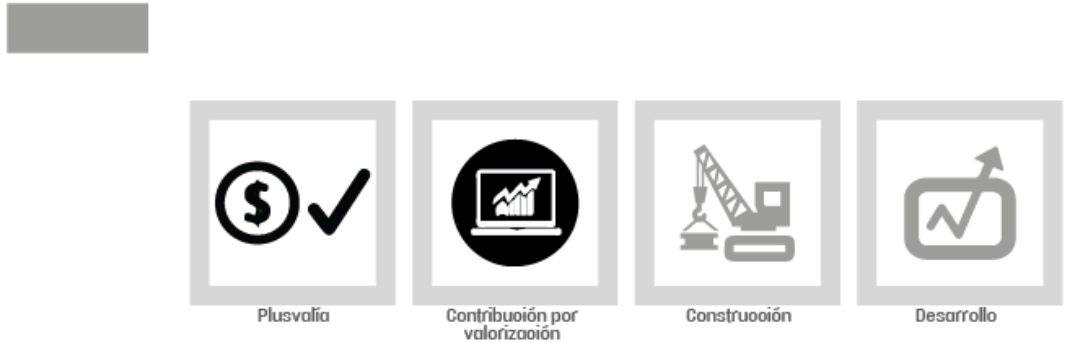 $
Plusvalía
Contribución por
valorización
Construcción
Desarrollo